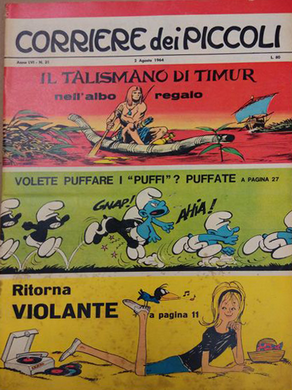 CORRIERE dei PICCOLI
Anno LVI - N. 31
2 Agosto 1964
L. 60
IL TALISMANO DI TIMUR
nell'albo regalo
VOLETE PUFFARE I "PUFFI"? PUFFATE A PAGINA 27
GNAP!
AHIA!
Ritorna
VIOLANTE
a pagina 11